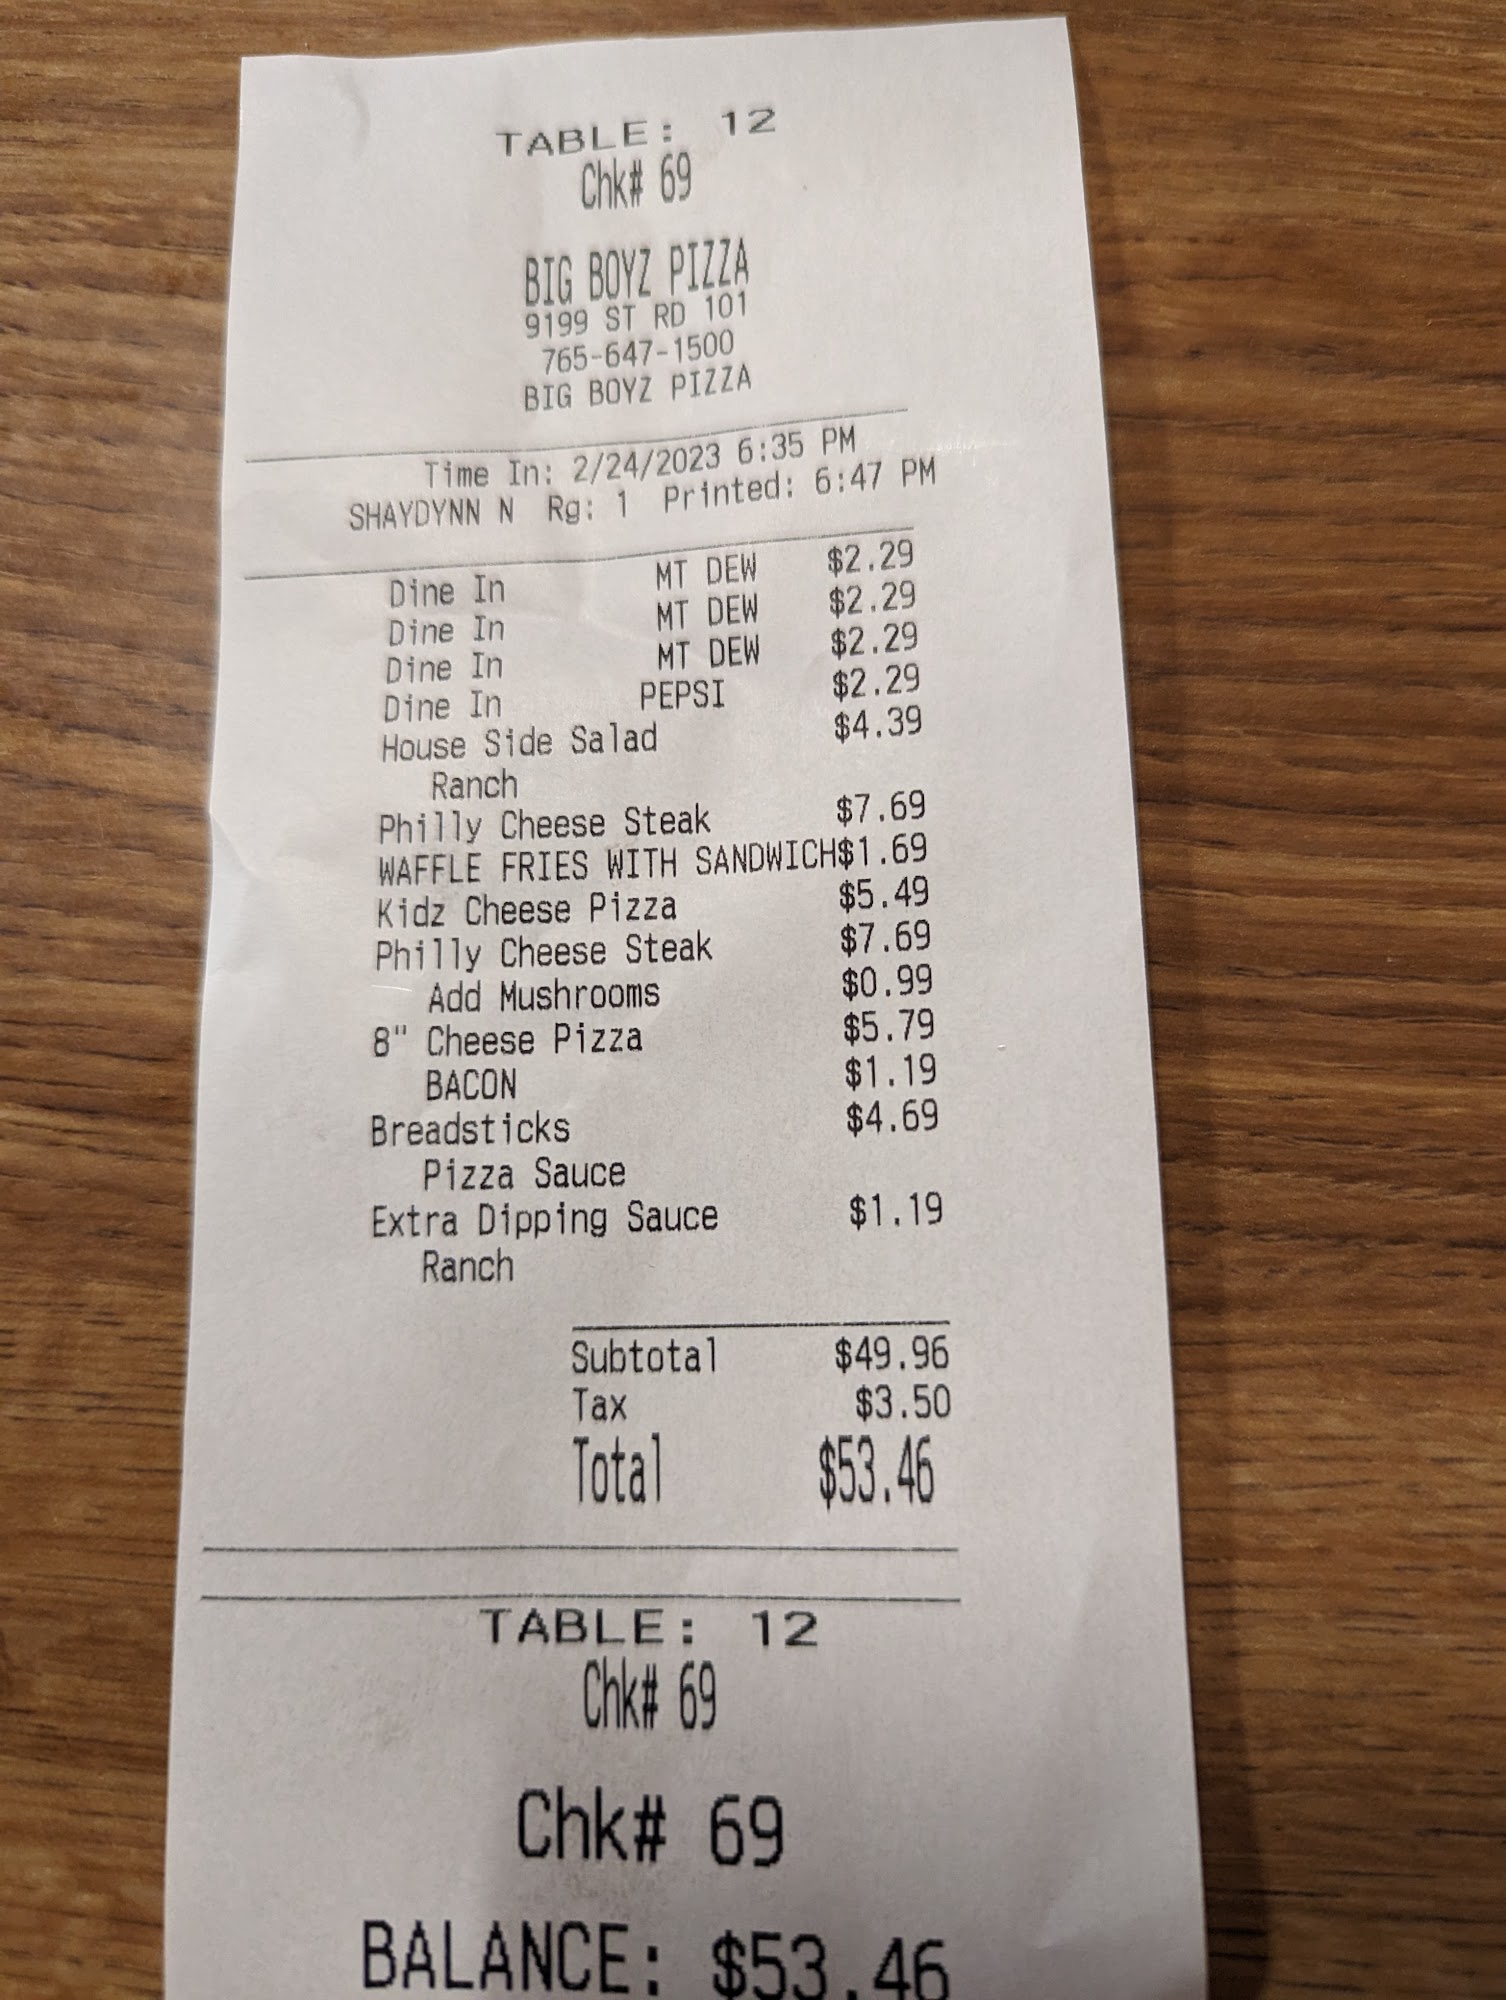 TABLE: 12
Chk# 69
BIG BOYZ PIZZA
9199 ST RD 101
765-647-1500
BIG BOYZ PIZZA
Time In: 2/24/2023 6:35 PM
SHAYDYNN N Rg: 1 Printed: 6:47 PM
Dine In MT DEW $2.29
Dine In MT DEW $2.29
Dine In MT DEW $2.29
Dine In PEPSI $2.29
House Side Salad $4.39
Ranch
Philly Cheese Steak $7.69
WAFFLE FRIES WITH SANDWICH$1.69
Kidz Cheese Pizza $5.49
Philly Cheese Steak $7.69
Add Mushrooms $0.99
8" Cheese Pizza $5.79
BACON $1.19
Breadsticks $4.69
Pizza Sauce
Extra Dipping Sauce $1.19
Ranch
Subtotal $49.96
Tax $3.50
Total $53.46
TABLE: 12
Chk# 69
Chk# 69
BALANCE: $53.46